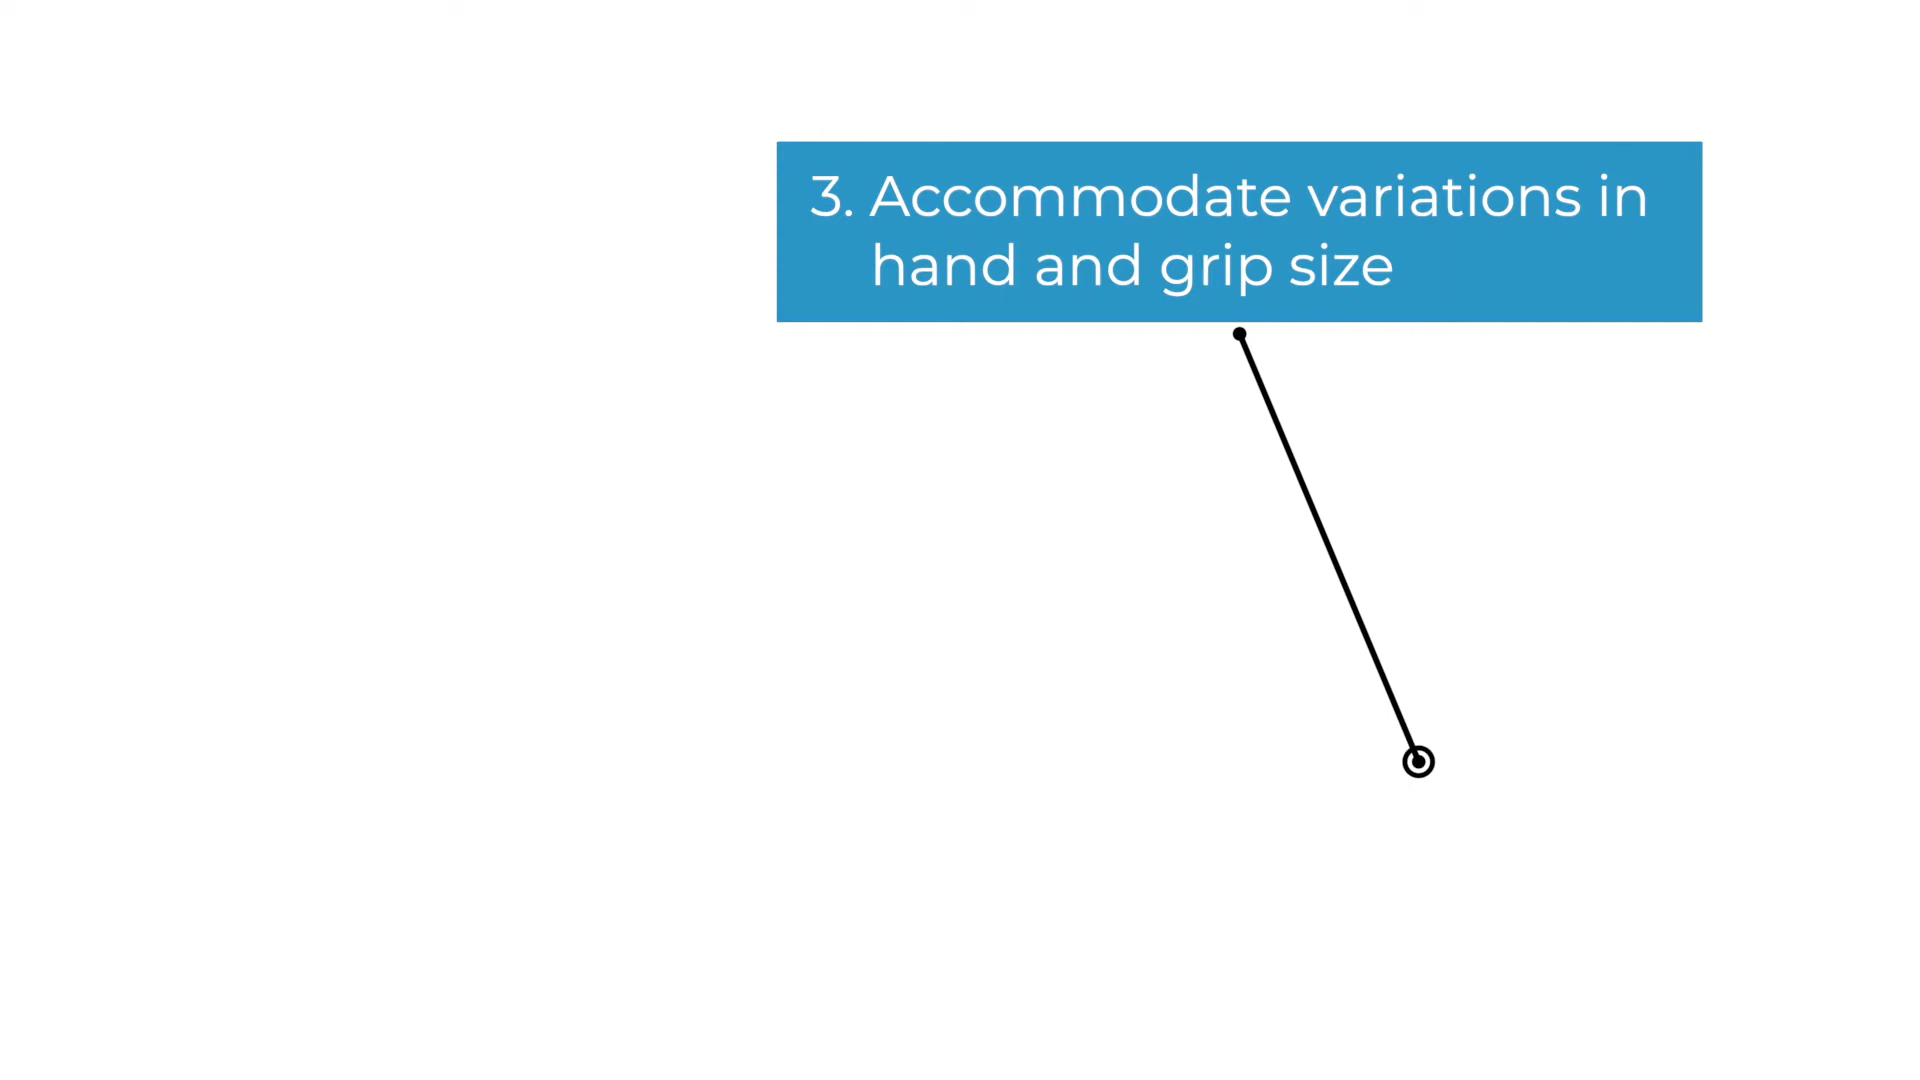 3. Accommodate variations in
hand and grip size